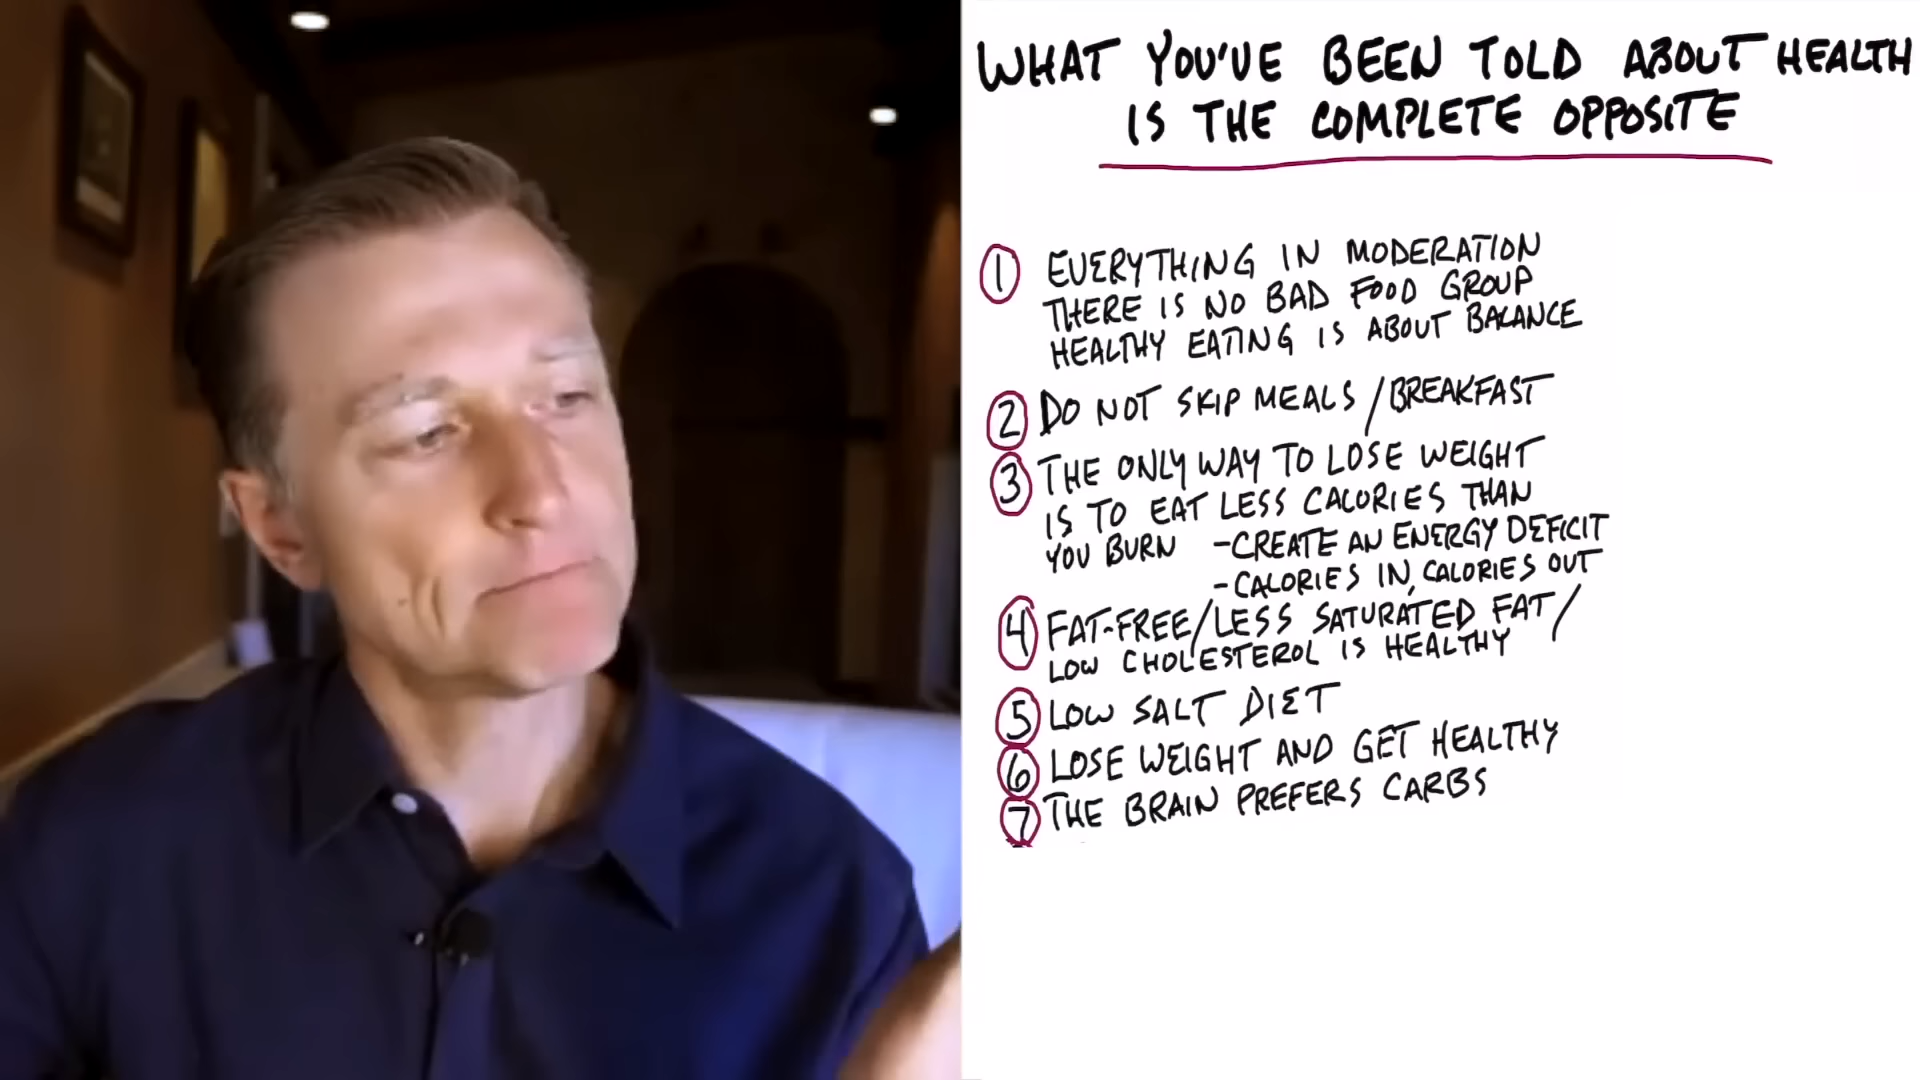 WHAT YOU'VE BEEN TOLD ABOUT HEALTH
IS THE COMPLETE OPPOSITE
1 EVERYTHING IN MODERATION
THERE IS NO BAD FOOD GROUP
HEALTHY EATING IS ABOUT BALANCE
2 DO NOT SKIP MEALS / BREAKFAST
3 THE ONLY WAY TO LOSE WEIGHT
IS TO EAT LESS CALORIES THAN
YOU BURN - CREATE AN ENERGY DEFICIT
- CALORIES IN, CALORIES OUT
4 FAT-FREE/LESS SATURATED FAT/
LOW CHOLESTEROL IS HEALTHY
5 LOW SALT DIET
6 LOSE WEIGHT AND GET HEALTHY
7 THE BRAIN PREFERS CARBS